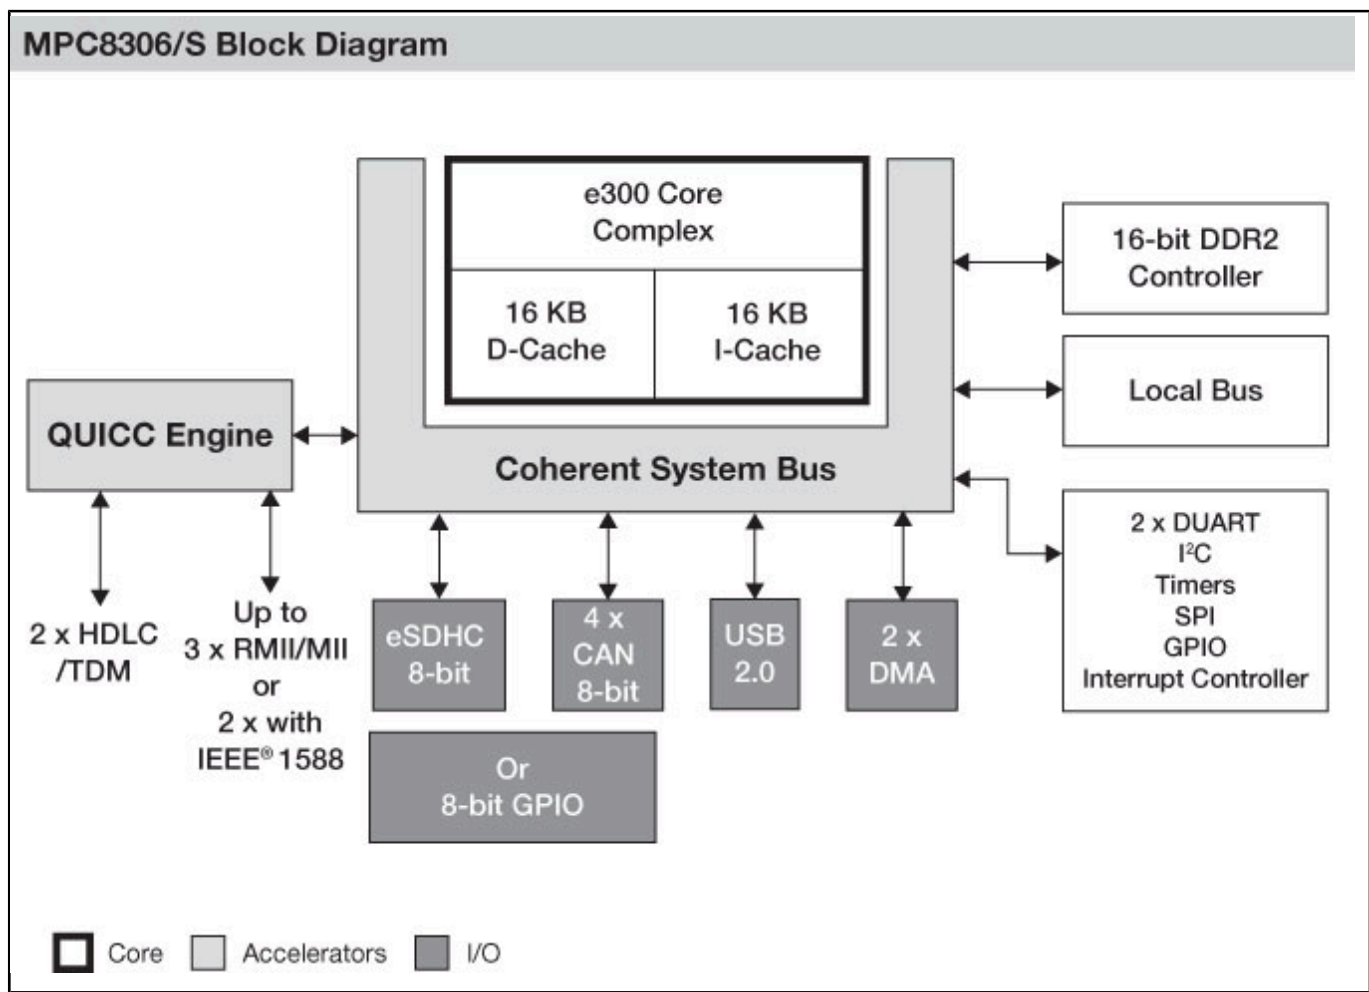 MPC8306/S Block Diagram
e300 Core
Complex
16 KB
D-Cache
16 KB
I-Cache
16-bit DDR2
Controller
Local Bus
QUICC Engine
Coherent System Bus
2 x DUART
I²C
Timers
SPI
GPIO
Interrupt Controller
2 x HDLC
/TDM
Up to
3 x RMII/MII
or
2 x with
IEEE® 1588
eSDHC
8-bit
4 x
CAN
8-bit
USB
2.0
2 x
DMA
Or
8-bit GPIO
Core
Accelerators
I/O